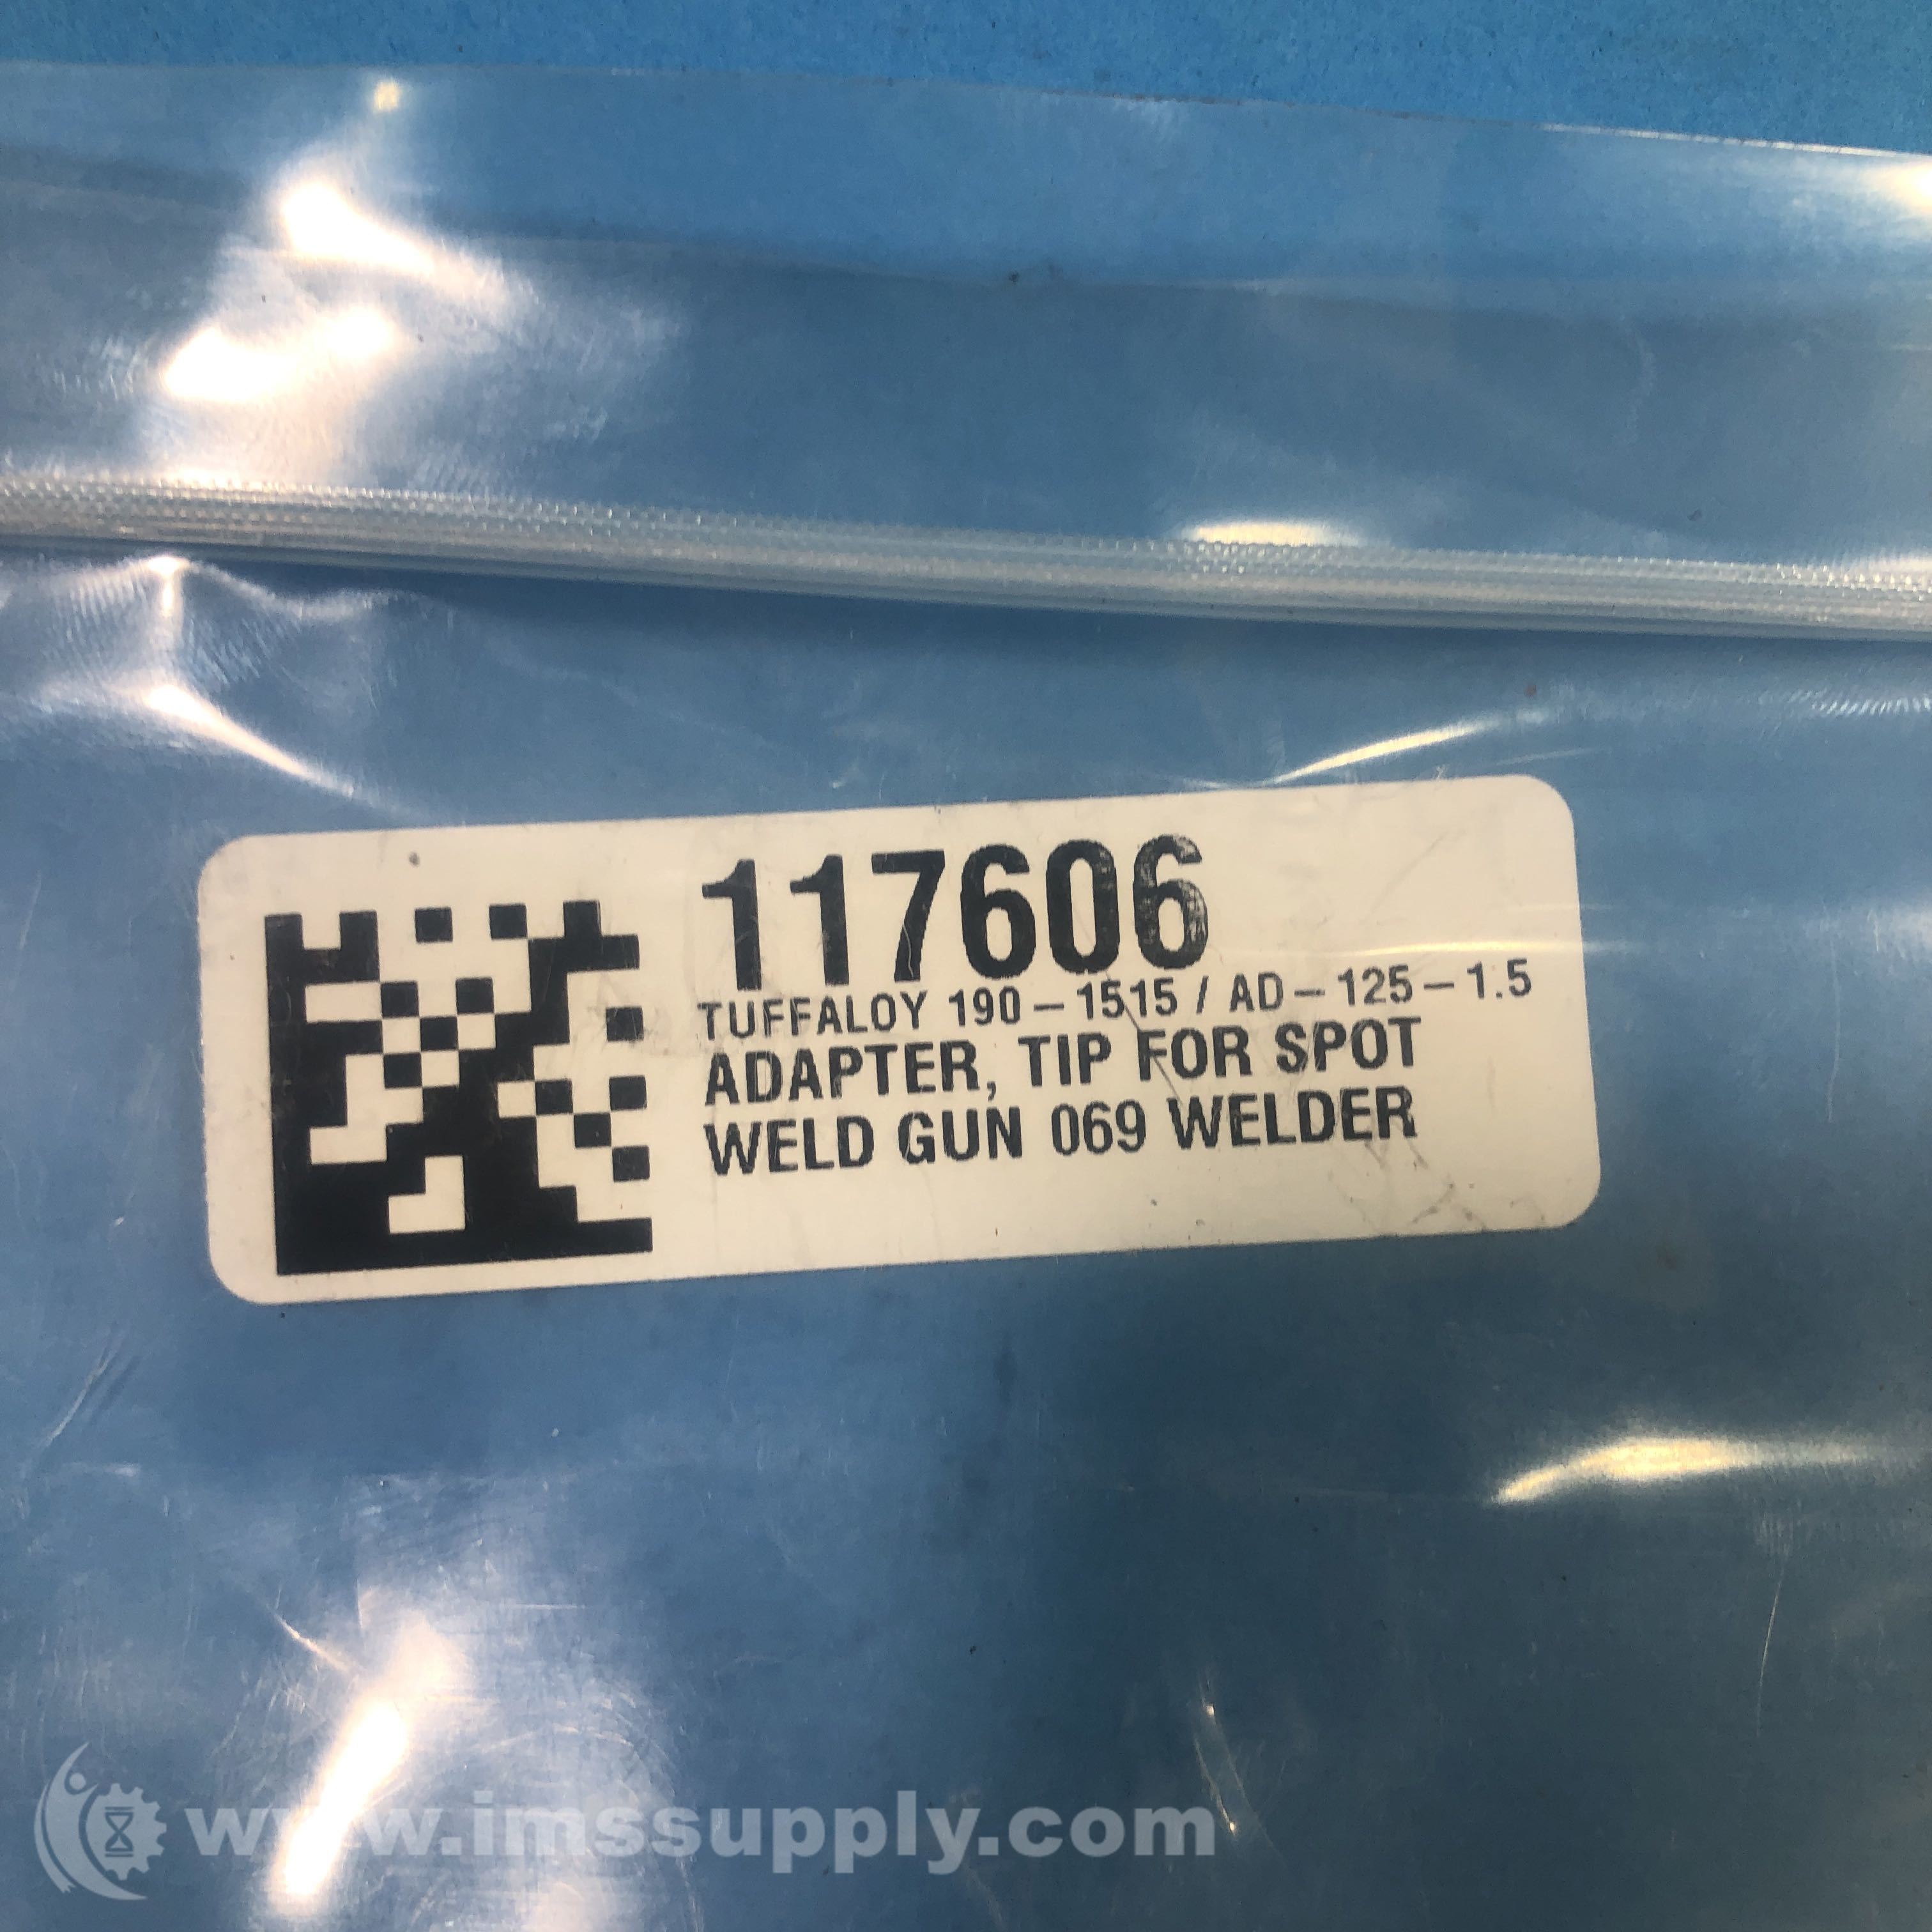 117606
TUFFALOY 190-1515 / AD-125-1.5
ADAPTER, TIP FOR SPOT
WELD GUN 069 WELDER
www.imssupply.com